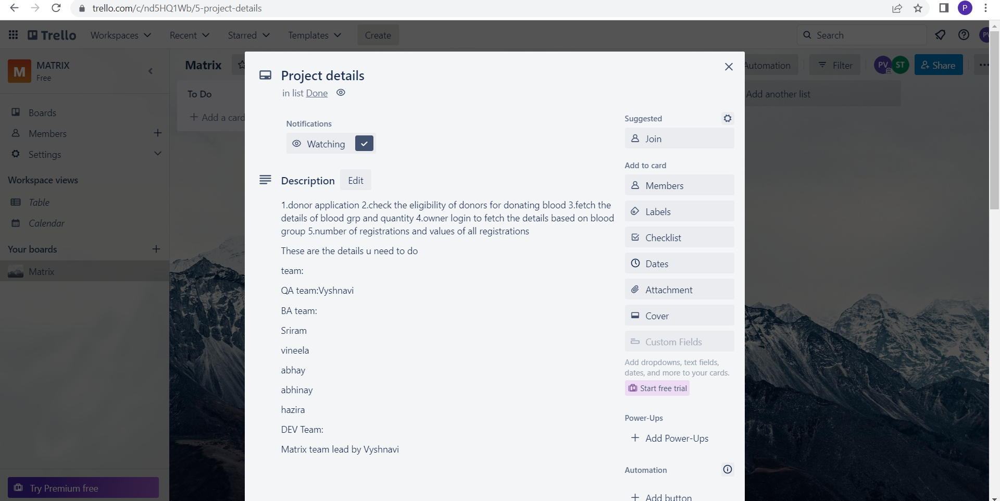 trello.com/c/nd5HQ1Wb/5-project-details
P
Trello
Workspaces
Recent
Starred
Templates
Create
Search
PV
M
MATRIX
Free
Matrix
Automation
Filter
PV
ST
Share
Boards
Members
Settings
Workspace views
Table
Calendar
Your boards
Matrix
Try Premium free
To Do
Add a card
Add another list
Project details
in list Done
Notifications
Watching
Description
Edit
1.donor application 2.check the eligibility of donors for donating blood 3.fetch the
details of blood grp and quantity 4.owner login to fetch the details based on blood
group 5.number of registrations and values of all registrations
These are the details u need to do
team:
QA team:Vyshnavi
BA team:
Sriram
vineela
abhay
abhinay
hazira
DEV Team:
Matrix team lead by Vyshnavi
Suggested
Join
Add to card
Members
Labels
Checklist
Dates
Attachment
Cover
Custom Fields
Add dropdowns, text fields,
dates, and more to your cards.
Start free trial
Power-Ups
Add Power-Ups
Automation
Add button